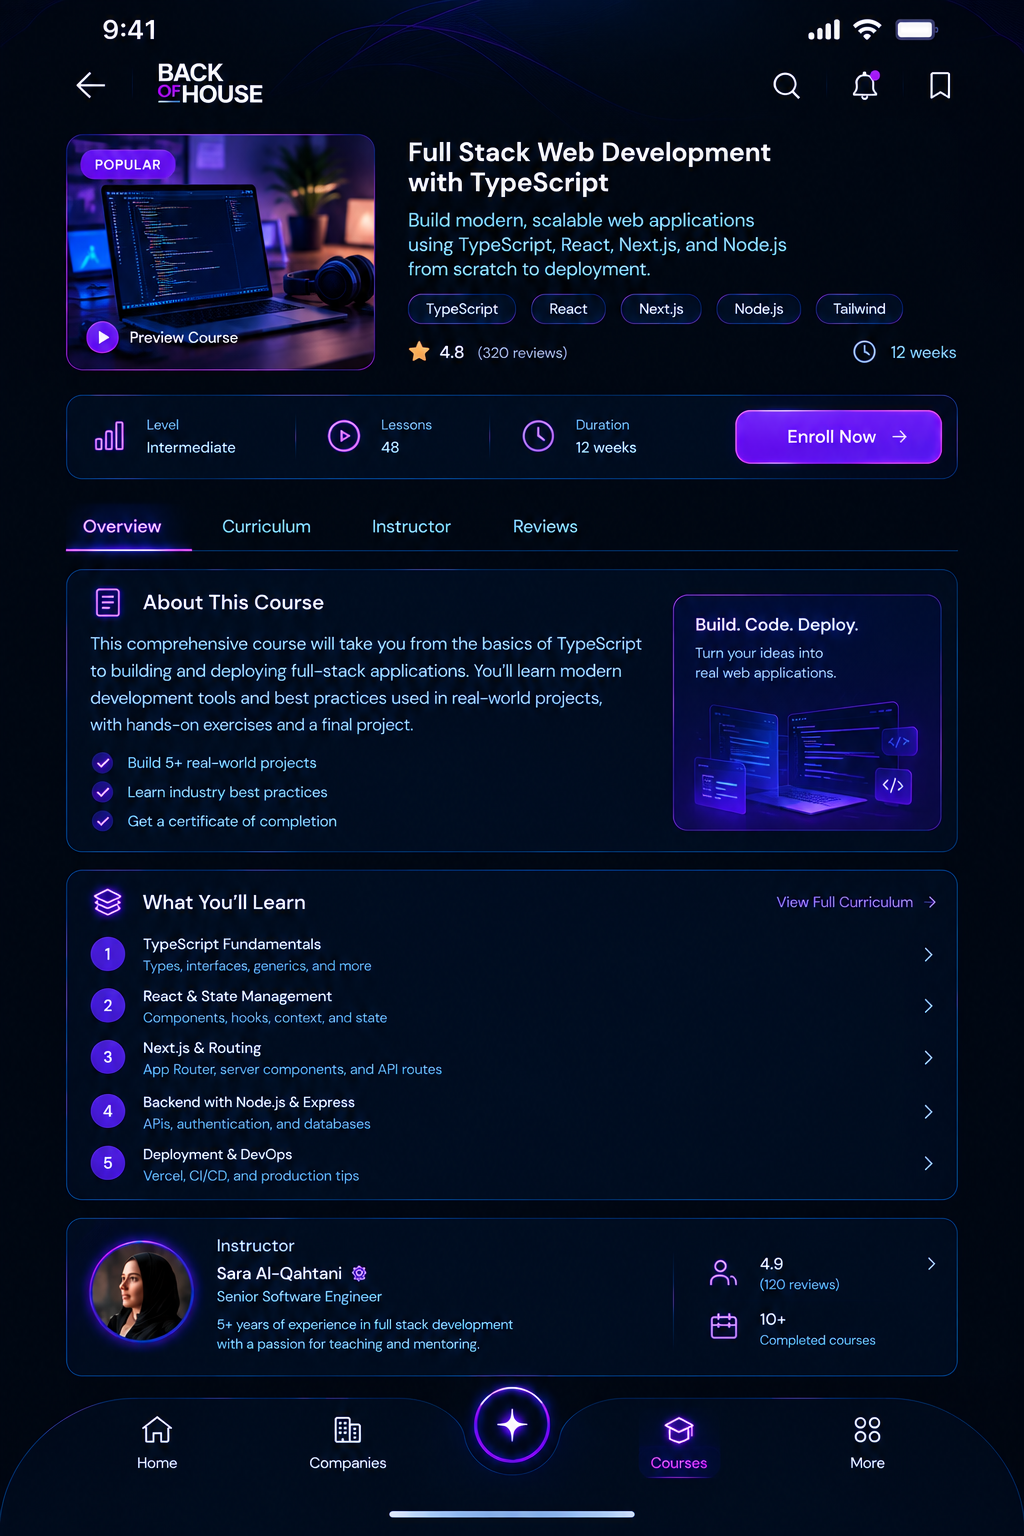 9:41
BACK
OF HOUSE
POPULAR
Preview Course
Full Stack Web Development
with TypeScript
Build modern, scalable web applications
using TypeScript, React, Next.js, and Node.js
from scratch to deployment.
TypeScript
React
Next.js
Node.js
Tailwind
4.8 (320 reviews)
12 weeks
Level
Intermediate
Lessons
48
Duration
12 weeks
Enroll Now
Overview
Curriculum
Instructor
Reviews
About This Course
This comprehensive course will take you from the basics of TypeScript
to building and deploying full-stack applications. You'll learn modern
development tools and best practices used in real-world projects,
with hands-on exercises and a final project.
Build 5+ real-world projects
Learn industry best practices
Get a certificate of completion
Build. Code. Deploy.
Turn your ideas into
real web applications.
</>
</>
What You'll Learn
View Full Curriculum
1
TypeScript Fundamentals
Types, interfaces, generics, and more
2
React & State Management
Components, hooks, context, and state
3
Next.js & Routing
App Router, server components, and API routes
4
Backend with Node.js & Express
APIs, authentication, and databases
5
Deployment & DevOps
Vercel, CI/CD, and production tips
Instructor
Sara Al-Qahtani
Senior Software Engineer
5+ years of experience in full stack development
with a passion for teaching and mentoring.
4.9
(120 reviews)
10+
Completed courses
Home
Companies
Courses
More